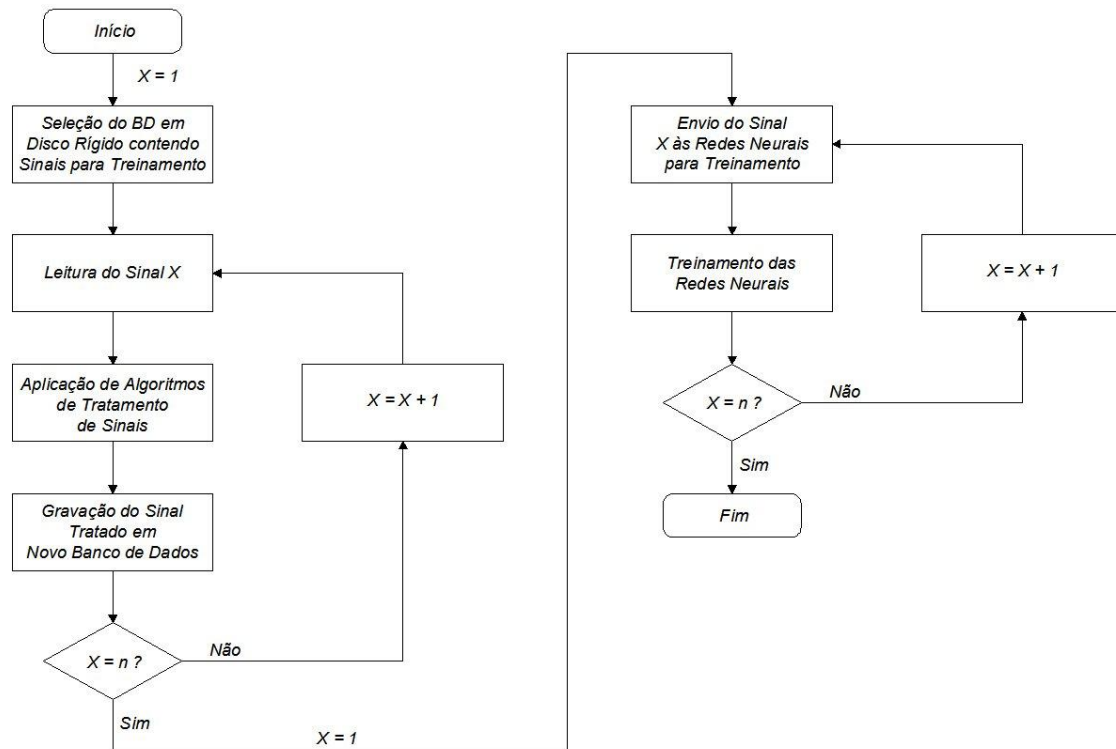 Início
X = 1
Seleção do BD em
Disco Rígido contendo
Sinais para Treinamento
Leitura do Sinal X
Aplicação de Algoritmos
de Tratamento
de Sinais
X = X + 1
Gravação do Sinal
Tratado em
Novo Banco de Dados
X = n ?
Não
Sim
X = 1
Envio do Sinal
X às Redes Neurais
para Treinamento
Treinamento das
Redes Neurais
X = X + 1
X = n ?
Não
Sim
Fim